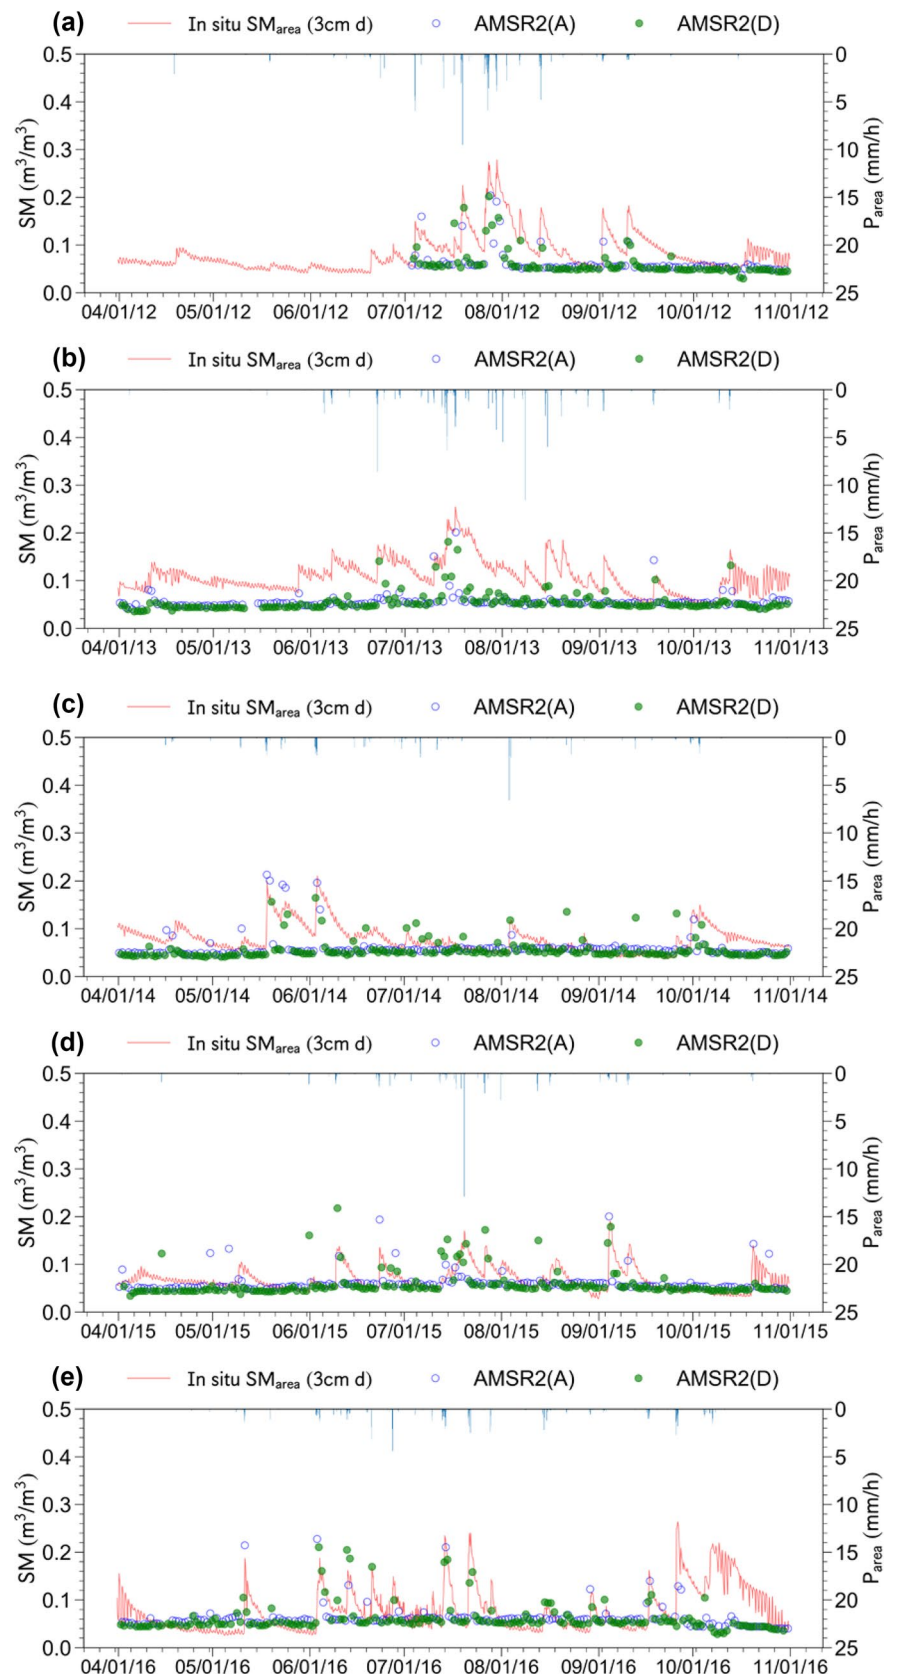 (a) In situ SMarea (3cm d) AMSR2(A) AMSR2(D)
0.5 0
0.4 5
0.3 10
0.2 15
0.1 20
0.0 25
SM (m³/m³) Parea (mm/h)
04/01/12 05/01/12 06/01/12 07/01/12 08/01/12 09/01/12 10/01/12 11/01/12
(b) In situ SMarea (3cm d) AMSR2(A) AMSR2(D)
0.5 0
0.4 5
0.3 10
0.2 15
0.1 20
0.0 25
SM (m³/m³) Parea (mm/h)
04/01/13 05/01/13 06/01/13 07/01/13 08/01/13 09/01/13 10/01/13 11/01/13
(c) In situ SMarea (3cm d) AMSR2(A) AMSR2(D)
0.5 0
0.4 5
0.3 10
0.2 15
0.1 20
0.0 25
SM (m³/m³) Parea (mm/h)
04/01/14 05/01/14 06/01/14 07/01/14 08/01/14 09/01/14 10/01/14 11/01/14
(d) In situ SMarea (3cm d) AMSR2(A) AMSR2(D)
0.5 0
0.4 5
0.3 10
0.2 15
0.1 20
0.0 25
SM (m³/m³) Parea (mm/h)
04/01/15 05/01/15 06/01/15 07/01/15 08/01/15 09/01/15 10/01/15 11/01/15
(e) In situ SMarea (3cm d) AMSR2(A) AMSR2(D)
0.5 0
0.4 5
0.3 10
0.2 15
0.1 20
0.0 25
SM (m³/m³) Parea (mm/h)
04/01/16 05/01/16 06/01/16 07/01/16 08/01/16 09/01/16 10/01/16 11/01/16